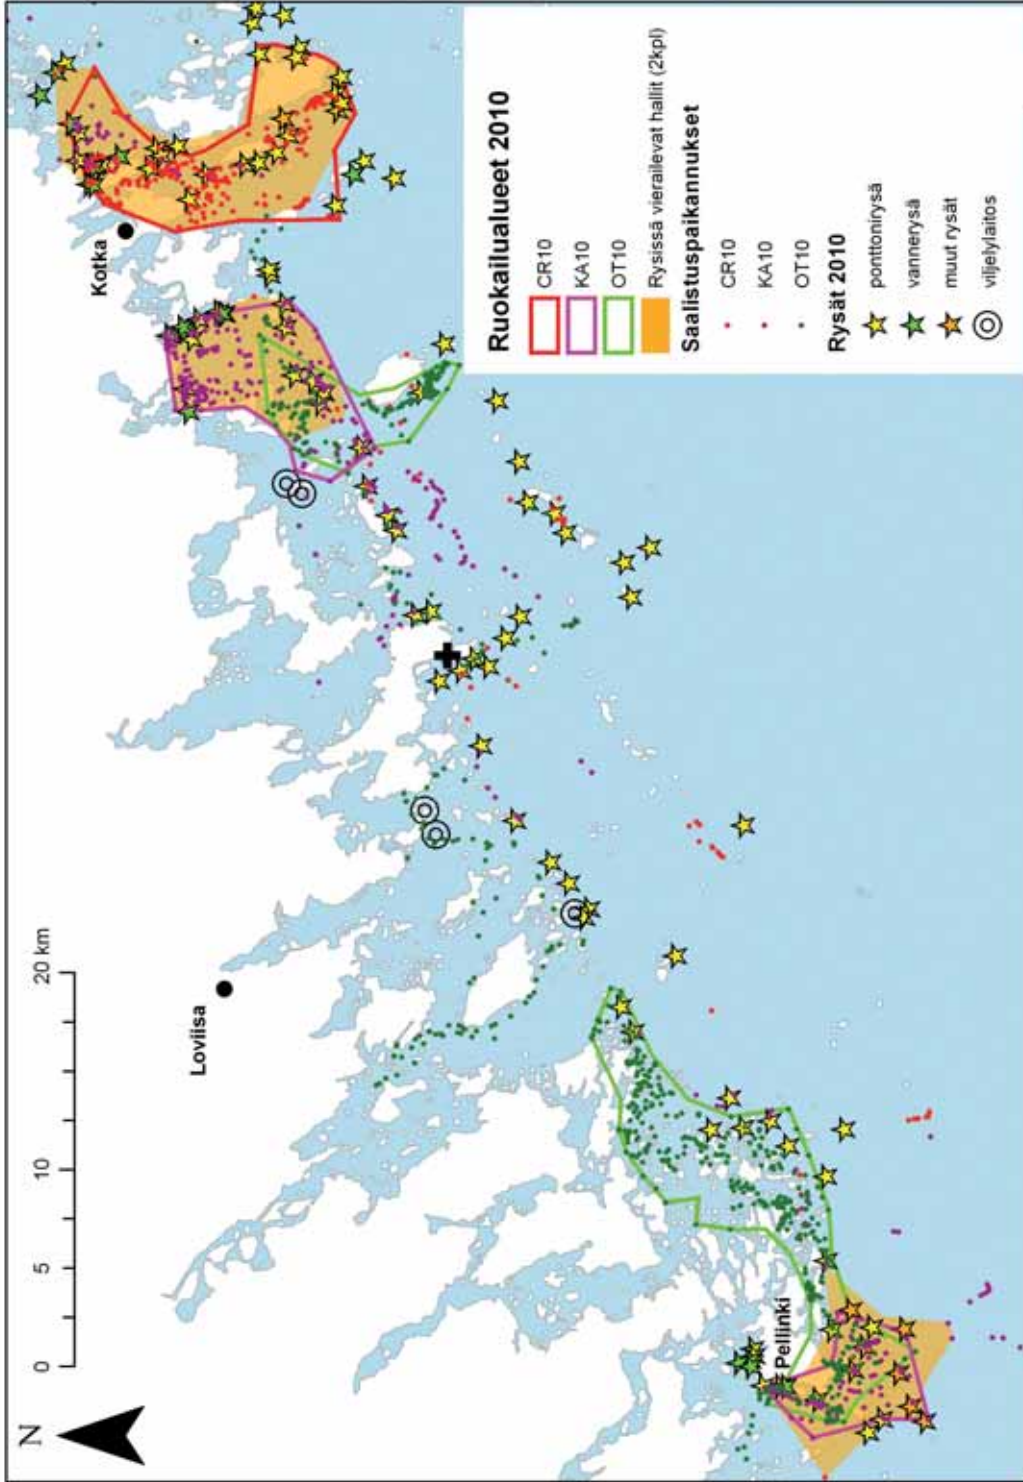 N
0 5 10 20 km
Loviisa
Kotka
Pellinki
Ruokailualueet 2010
CR10
KA10
OT10
Rysissä vierailevat hallit (2kpl)
Saalistuspaikannukset
CR10
KA10
OT10
Rysät 2010
ponttonirysä
vannerysä
muut rysät
viljelylaitos